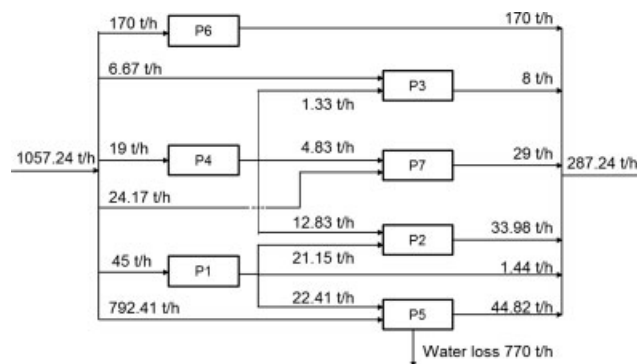 170 t/h P6 170 t/h
6.67 t/h P3 8 t/h
1.33 t/h
1057.24 t/h 19 t/h P4 4.83 t/h P7 29 t/h 287.24 t/h
24.17 t/h
12.83 t/h P2 33.98 t/h
45 t/h P1 21.15 t/h 1.44 t/h
792.41 t/h 22.41 t/h P5 44.82 t/h
Water loss 770 t/h